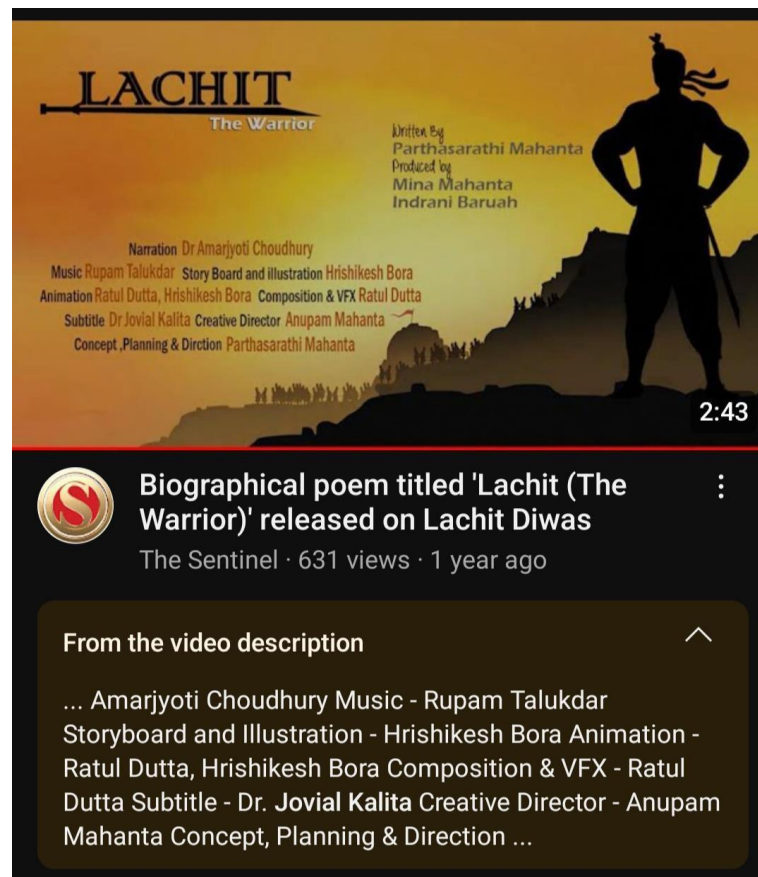 LACHIT
The Warrior
Written By
Parthasarathi Mahanta
Produced by
Mina Mahanta
Indrani Baruah
Narration Dr Amarjyoti Choudhury
Music Rupam Talukdar Story Board and illustration Hrishikesh Bora
Animation Ratul Dutta, Hrishikesh Bora Composition & VFX Ratul Dutta
Subtitle Dr Jovial Kalita Creative Director Anupam Mahanta
Concept ,Planning & Dirction Parthasarathi Mahanta
2:43
S
Biographical poem titled 'Lachit (The
Warrior)' released on Lachit Diwas
The Sentinel · 631 views · 1 year ago
From the video description
... Amarjyoti Choudhury Music - Rupam Talukdar
Storyboard and Illustration - Hrishikesh Bora Animation -
Ratul Dutta, Hrishikesh Bora Composition & VFX - Ratul
Dutta Subtitle - Dr. Jovial Kalita Creative Director - Anupam
Mahanta Concept, Planning & Direction ...